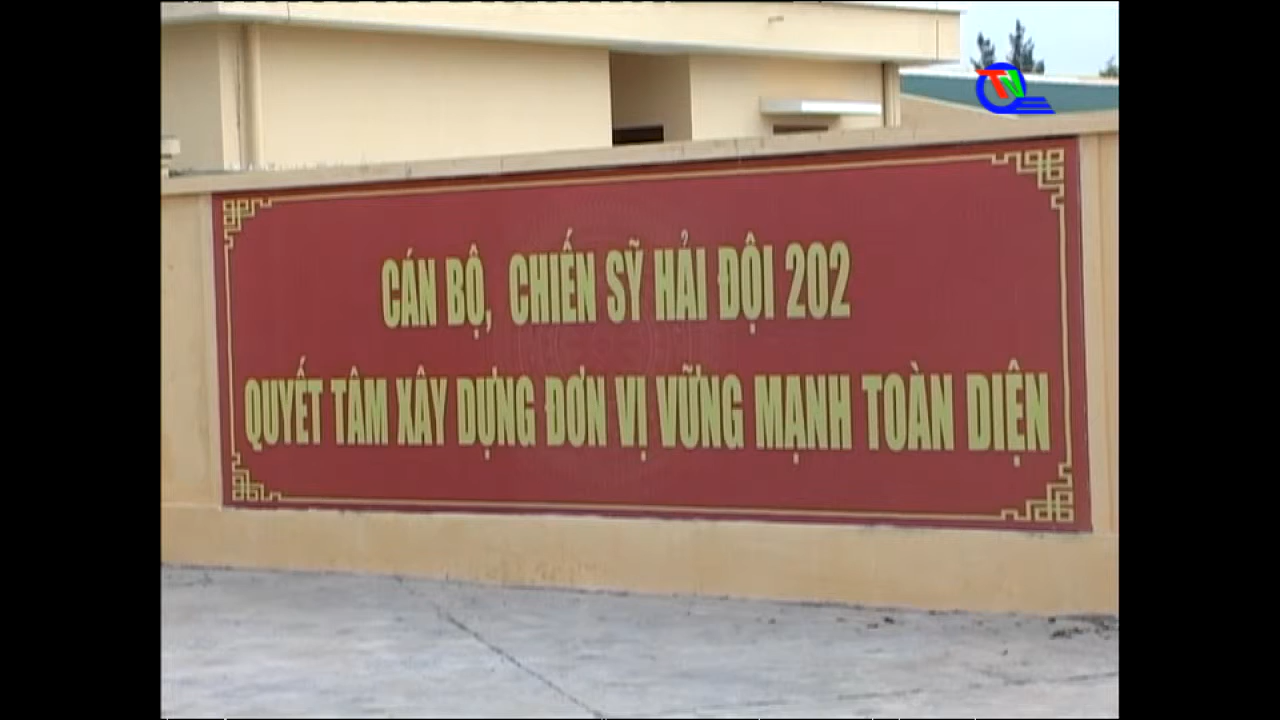 CÁN BỘ, CHIẾN SỸ HẢI ĐỘI 202
QUYẾT TÂM XÂY DỰNG ĐƠN VỊ VỮNG MẠNH TOÀN DIỆN